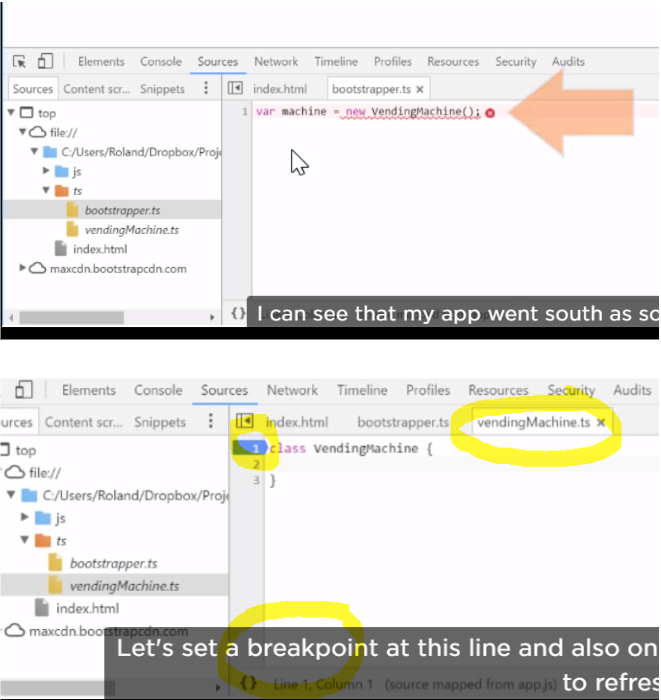 Elements Console Sources Network Timeline Profiles Resources Security Audits
Sources Content scr... Snippets index.html bootstrapper.ts ×
top
1 var machine = new VendingMachine();
file://
C:/Users/Roland/Dropbox/Proj
js
ts
bootstrapper.ts
vendingMachine.ts
index.html
maxcdn.bootstrapcdn.com
{} I can see that my app went south as so
Elements Console Sources Network Timeline Profiles Resources Security Audits
urces Content scr... Snippets index.html bootstrapper.ts vendingMachine.ts ×
top
1 class VendingMachine {
2
3 }
file://
C:/Users/Roland/Dropbox/Proj
js
ts
bootstrapper.ts
vendingMachine.ts
index.html
maxcdn.bootstrapcdn.com
Let's set a breakpoint at this line and also on
{} Line 1, Column 1 (source mapped from app.js) to refres